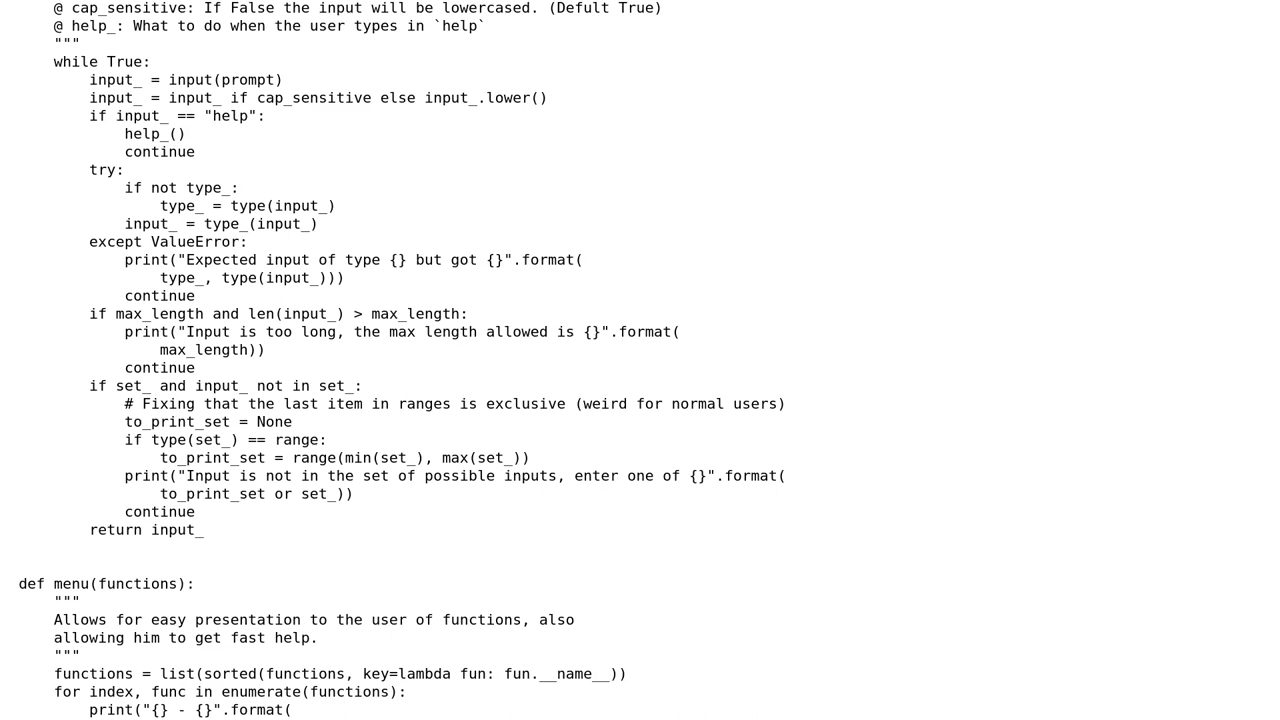 @ cap_sensitive: If False the input will be lowercased. (Defult True)
    @ help_: What to do when the user types in `help`
    """
    while True:
        input_ = input(prompt)
        input_ = input_ if cap_sensitive else input_.lower()
        if input_ == "help":
            help_()
            continue
        try:
            if not type_:
                type_ = type(input_)
            input_ = type_(input_)
        except ValueError:
            print("Expected input of type {} but got {}".format(
                type_, type(input_)))
            continue
        if max_length and len(input_) > max_length:
            print("Input is too long, the max length allowed is {}".format(
                max_length))
            continue
        if set_ and input_ not in set_:
            # Fixing that the last item in ranges is exclusive (weird for normal users)
            to_print_set = None
            if type(set_) == range:
                to_print_set = range(min(set_), max(set_))
            print("Input is not in the set of possible inputs, enter one of {}".format(
                to_print_set or set_))
            continue
        return input_


def menu(functions):
    """
    Allows for easy presentation to the user of functions, also
    allowing him to get fast help.
    """
    functions = list(sorted(functions, key=lambda fun: fun.__name__))
    for index, func in enumerate(functions):
        print("{} - {}".format(